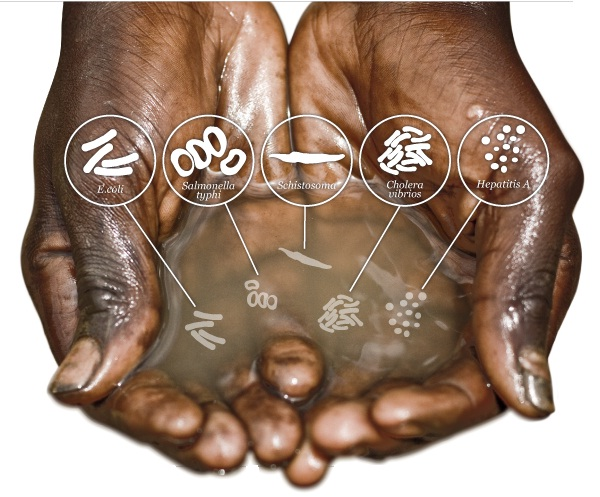 E.coli
Salmonella
typhi
Schistosoma
Cholera
vibrios
Hepatitis A